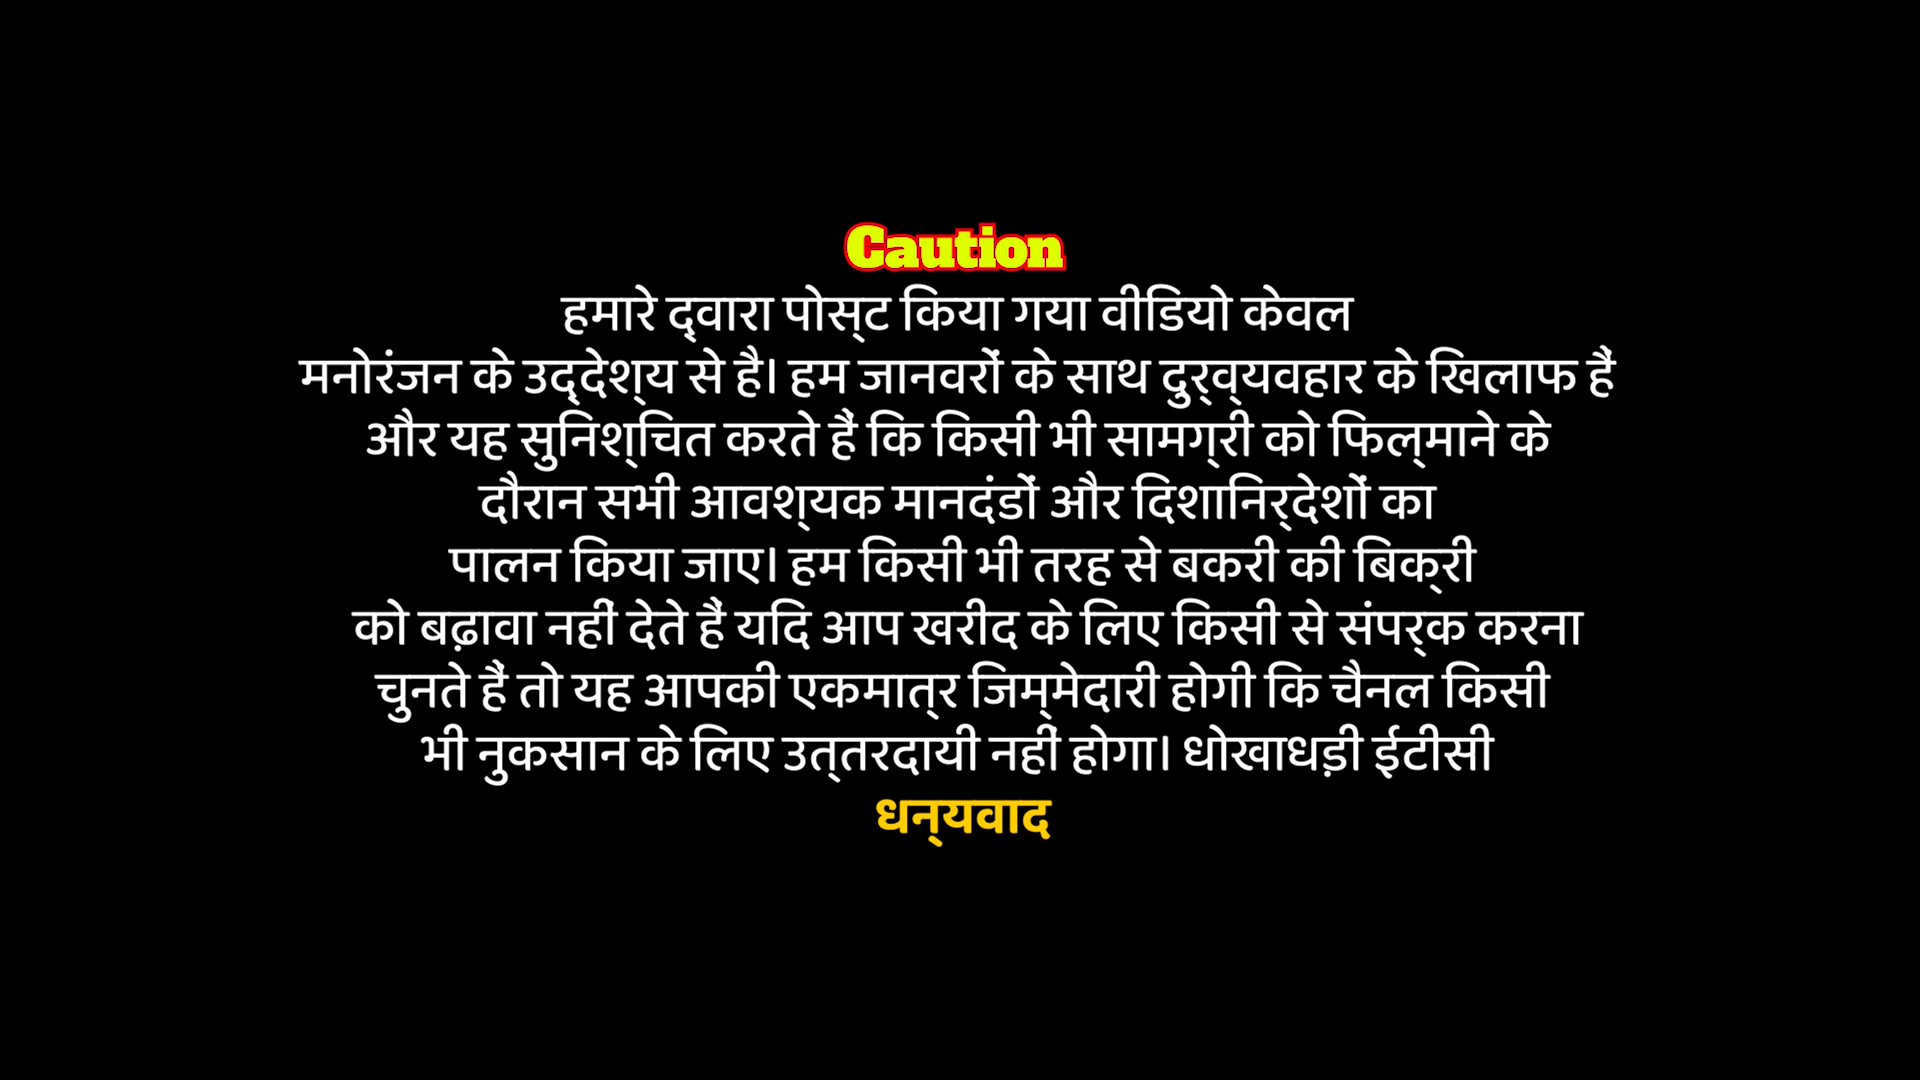 Caution
हमारे द्वारा पोस्ट किया गया वीडियो केवल
मनोरंजन के उद्देश्य से है। हम जानवरों के साथ दुर्व्यवहार के खिलाफ हैं
और यह सुनिश्चित करते हैं कि किसी भी सामग्री को फिल्माने के
दौरान सभी आवश्यक मानदंडों और दिशानिर्देशों का
पालन किया जाए। हम किसी भी तरह से बकरी की बिक्री
को बढ़ावा नहीं देते हैं यदि आप खरीद के लिए किसी से संपर्क करना
चुनते हैं तो यह आपकी एकमात्र जिम्मेदारी होगी कि चैनल किसी
भी नुकसान के लिए उत्तरदायी नहीं होगा। धोखाधड़ी ईटीसी
धन्यवाद